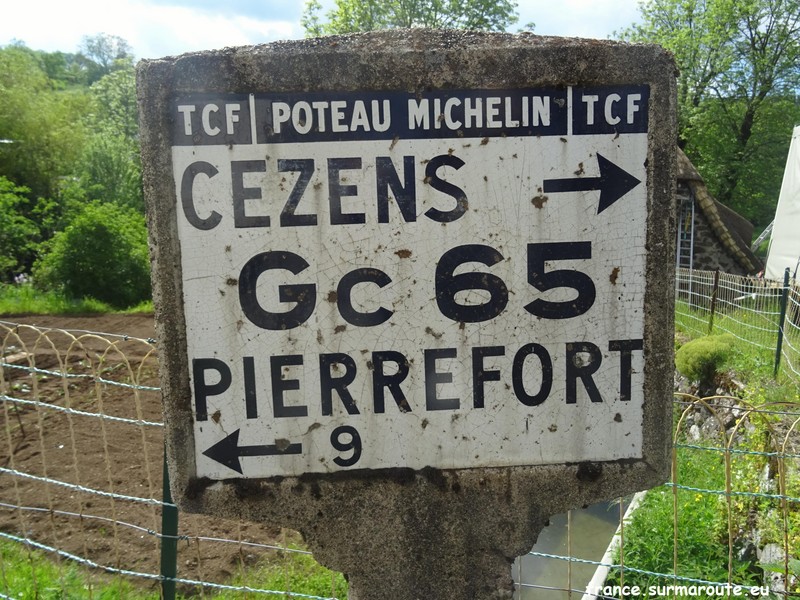 TCF POTEAU MICHELIN TCF
CEZENS →
Gc 65
PIERREFORT
← 9
france.surmaroute.eu